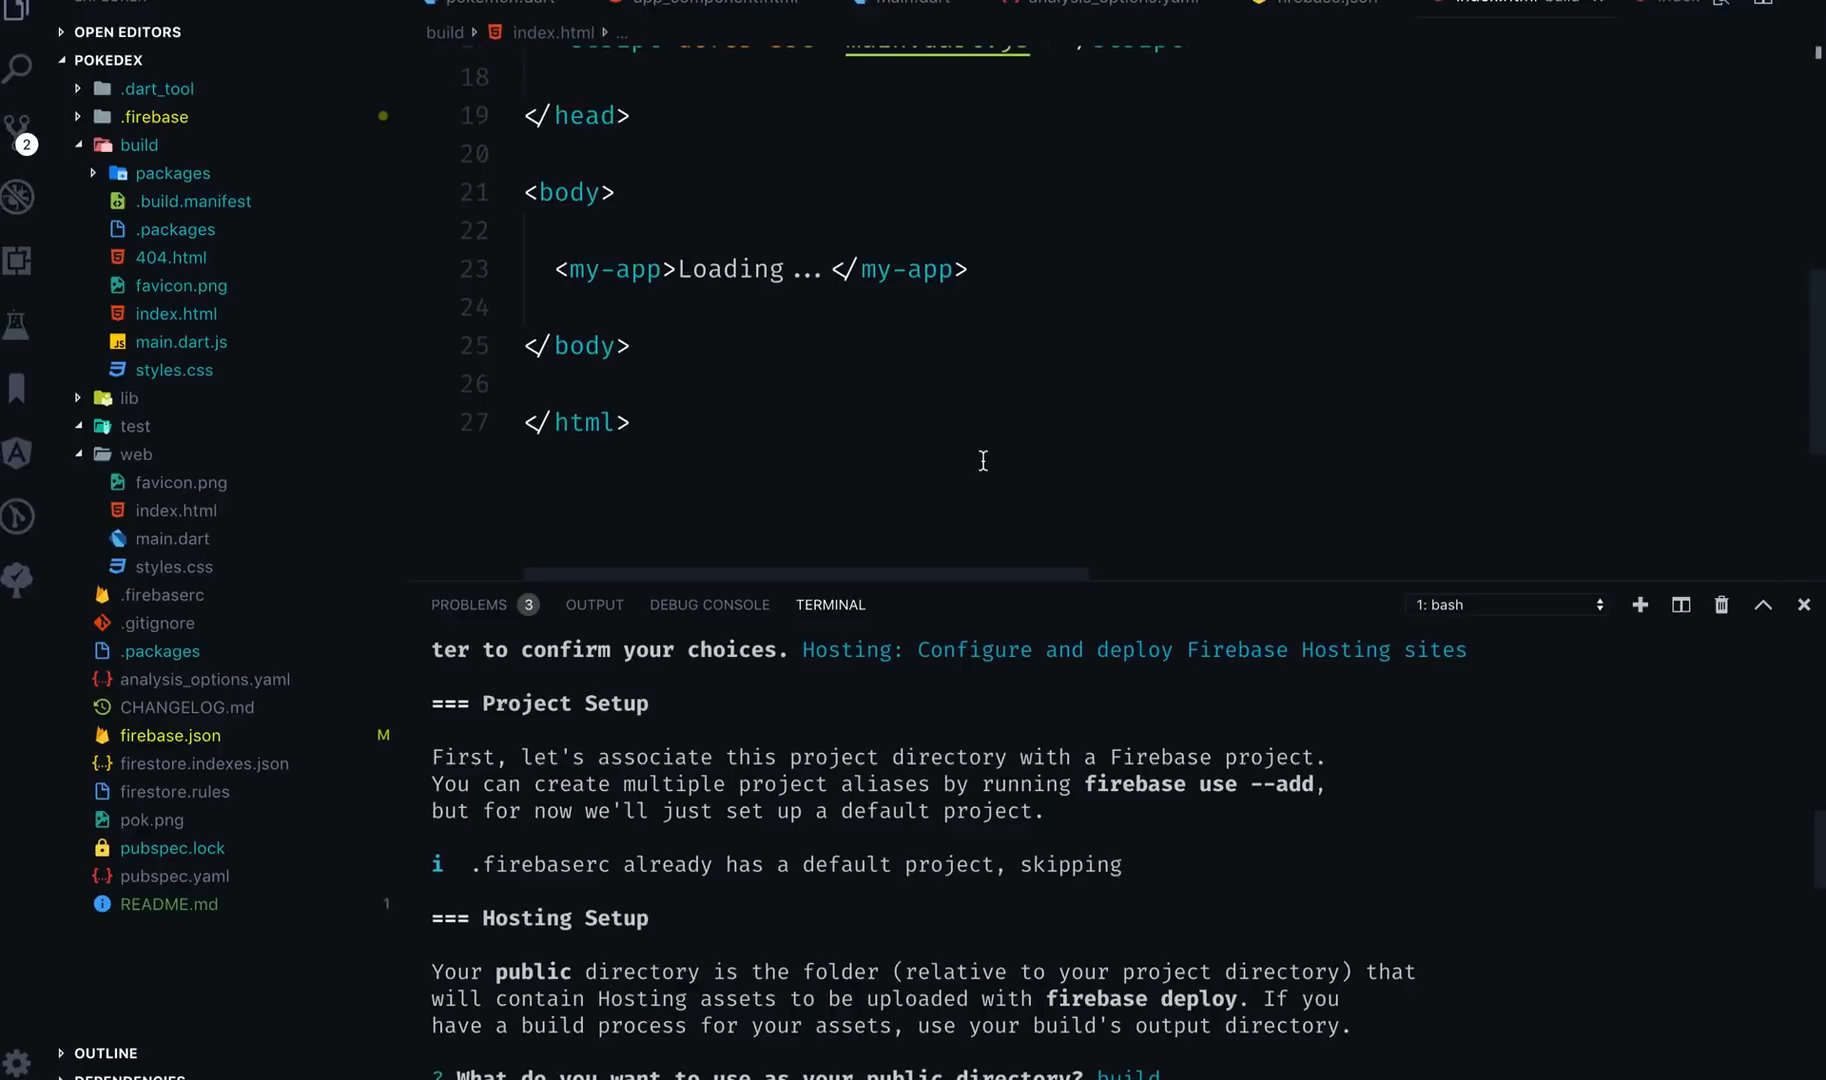 OPEN EDITORS
POKEDEX
.dart_tool
.firebase
build
packages
.build.manifest
.packages
404.html
favicon.png
index.html
main.dart.js
styles.css
lib
test
web
favicon.png
index.html
main.dart
styles.css
.firebaserc
.gitignore
.packages
analysis_options.yaml
CHANGELOG.md
firebase.json M
firestore.indexes.json
firestore.rules
pok.png
pubspec.lock
pubspec.yaml
README.md 1
OUTLINE
DEPENDENCIES
2
build index.html ...
18
19 </head>
20
21 <body>
22
23 <my-app>Loading...</my-app>
24
25 </body>
26
27 </html>
PROBLEMS 3 OUTPUT DEBUG CONSOLE TERMINAL 1: bash
ter to confirm your choices. Hosting: Configure and deploy Firebase Hosting sites
=== Project Setup
First, let's associate this project directory with a Firebase project.
You can create multiple project aliases by running firebase use --add,
but for now we'll just set up a default project.
i .firebaserc already has a default project, skipping
=== Hosting Setup
Your public directory is the folder (relative to your project directory) that
will contain Hosting assets to be uploaded with firebase deploy. If you
have a build process for your assets, use your build's output directory.
? What do you want to use as your public directory? build